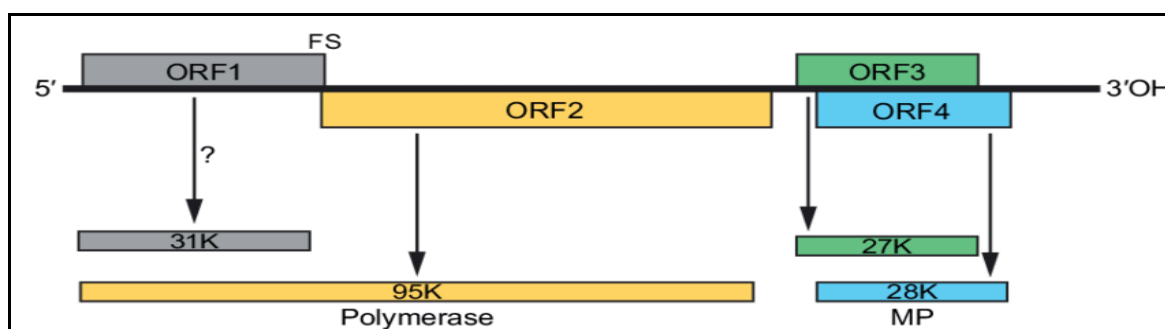 FS
ORF1 ORF3
5′ 3′OH
ORF2 ORF4
?
31K 27K
95K 28K
Polymerase MP